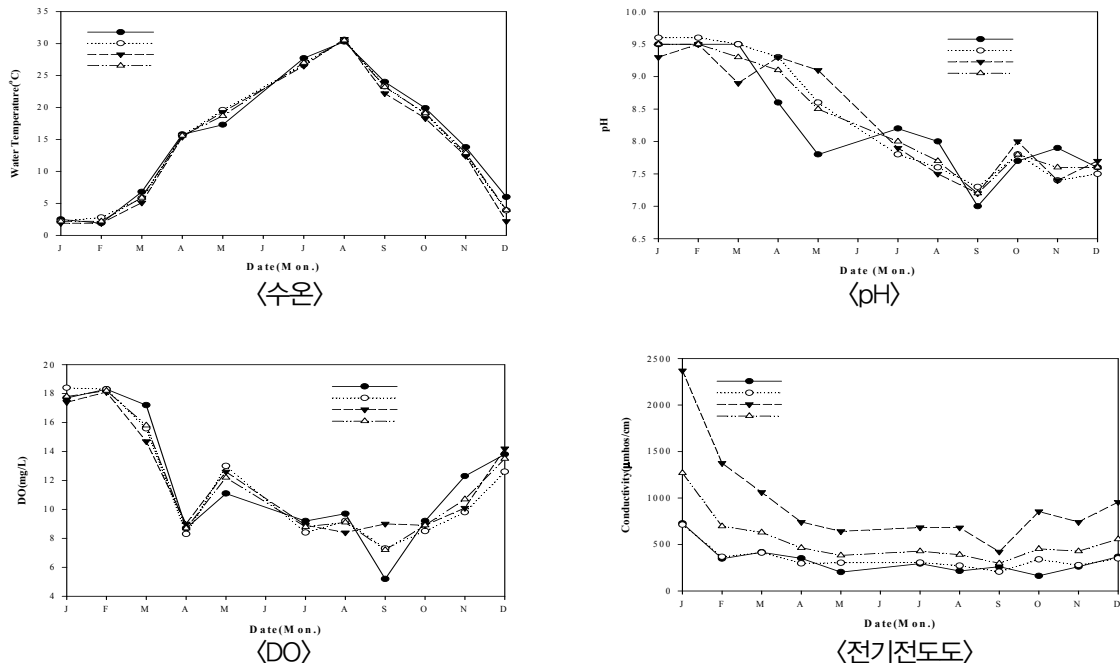 Water Temperature(°C)
35
30
25
20
15
10
5
0
J F M A M J J A S O N D
Date(Mon.)
〈수온〉
pH
10.0
9.5
9.0
8.5
8.0
7.5
7.0
6.5
J F M A M J J A S O N D
Date (Mon.)
〈pH〉
DO(mg/L)
20
18
16
14
12
10
8
6
4
J F M A M J J A S O N D
Date(Mon.)
〈DO〉
Conductivity(μmhos/cm)
2500
2000
1500
1000
500
0
J F M A M J J A S O N D
Date(Mon.)
〈전기전도도〉